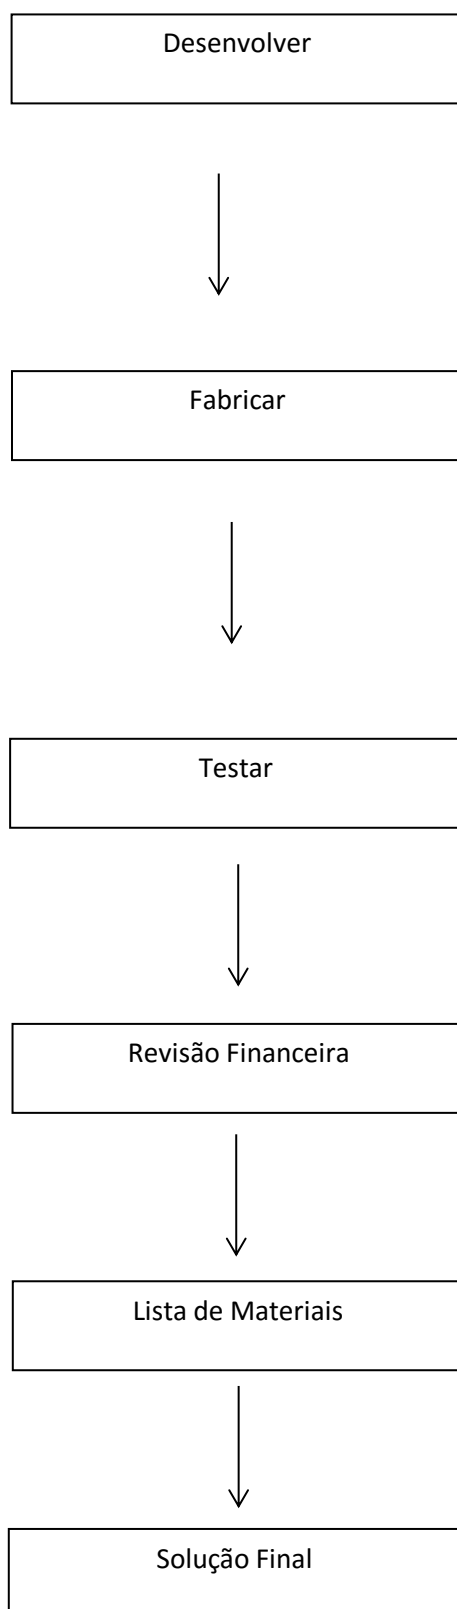 Desenvolver
Fabricar
Testar
Revisão Financeira
Lista de Materiais
Solução Final